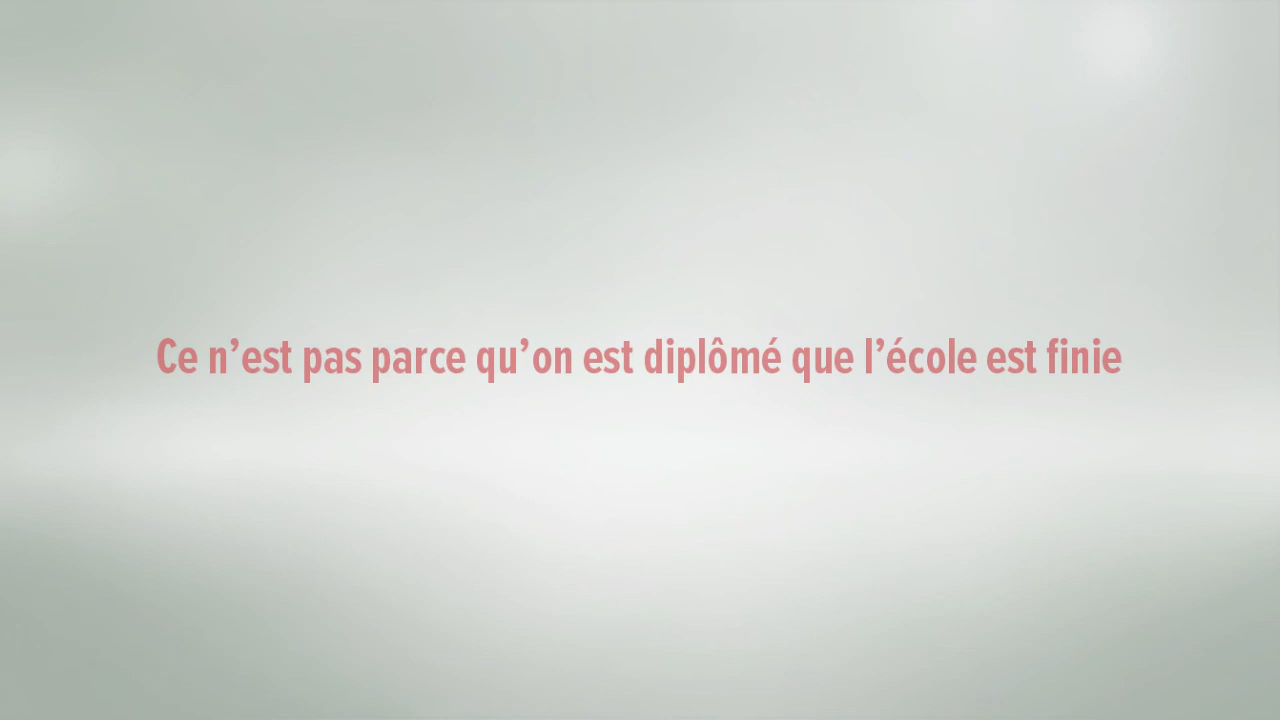 Ce n’est pas parce qu’on est diplômé que l’école est finie